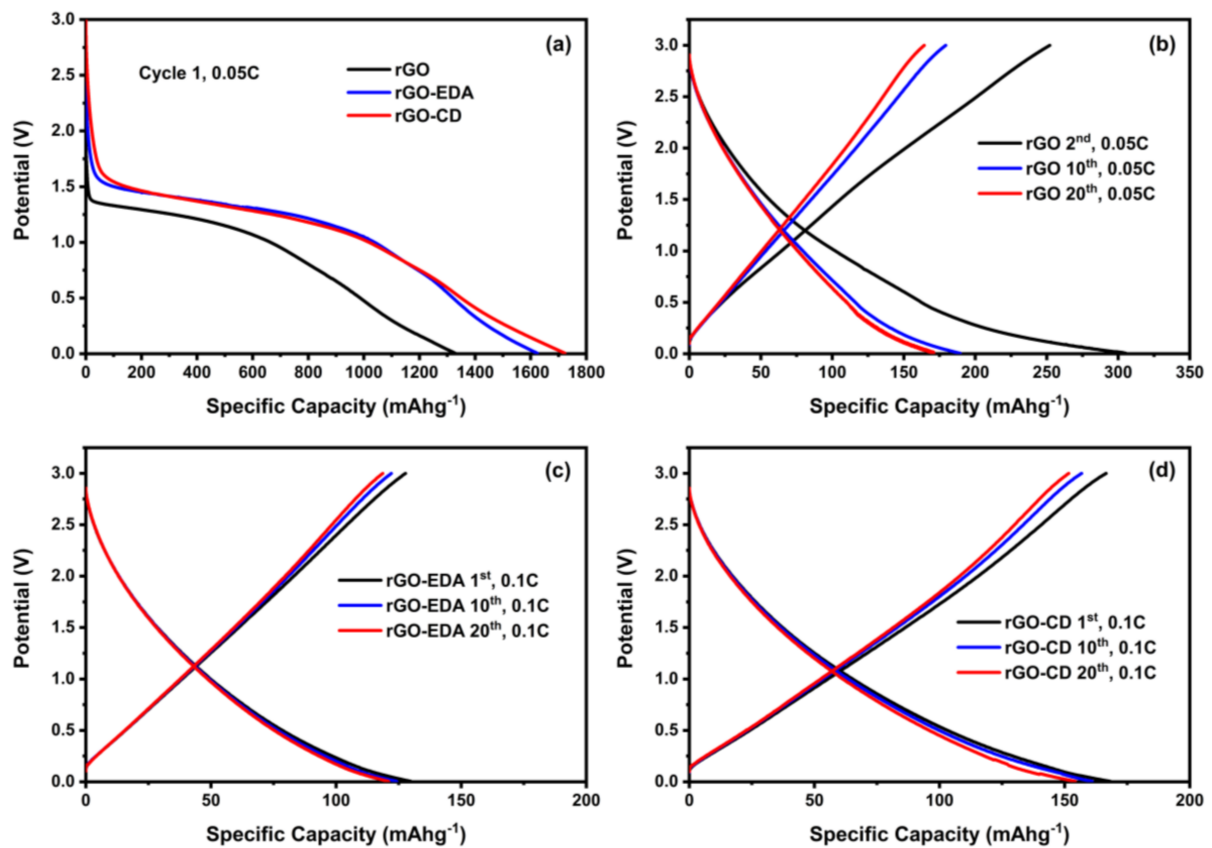 (a)
Cycle 1, 0.05C
rGO
rGO-EDA
rGO-CD
3.0
2.5
2.0
1.5
1.0
0.5
0.0
Potential (V)
0 200 400 600 800 1000 1200 1400 1600 1800
Specific Capacity (mAhg⁻¹)
(b)
rGO 2ⁿᵈ, 0.05C
rGO 10ᵗʰ, 0.05C
rGO 20ᵗʰ, 0.05C
3.0
2.5
2.0
1.5
1.0
0.5
0.0
Potential (V)
0 50 100 150 200 250 300 350
Specific Capacity (mAhg⁻¹)
(c)
rGO-EDA 1ˢᵗ, 0.1C
rGO-EDA 10ᵗʰ, 0.1C
rGO-EDA 20ᵗʰ, 0.1C
3.0
2.5
2.0
1.5
1.0
0.5
0.0
Potential (V)
0 50 100 150 200
Specific Capacity (mAhg⁻¹)
(d)
rGO-CD 1ˢᵗ, 0.1C
rGO-CD 10ᵗʰ, 0.1C
rGO-CD 20ᵗʰ, 0.1C
3.0
2.5
2.0
1.5
1.0
0.5
0.0
Potential (V)
0 50 100 150 200
Specific Capacity (mAhg⁻¹)